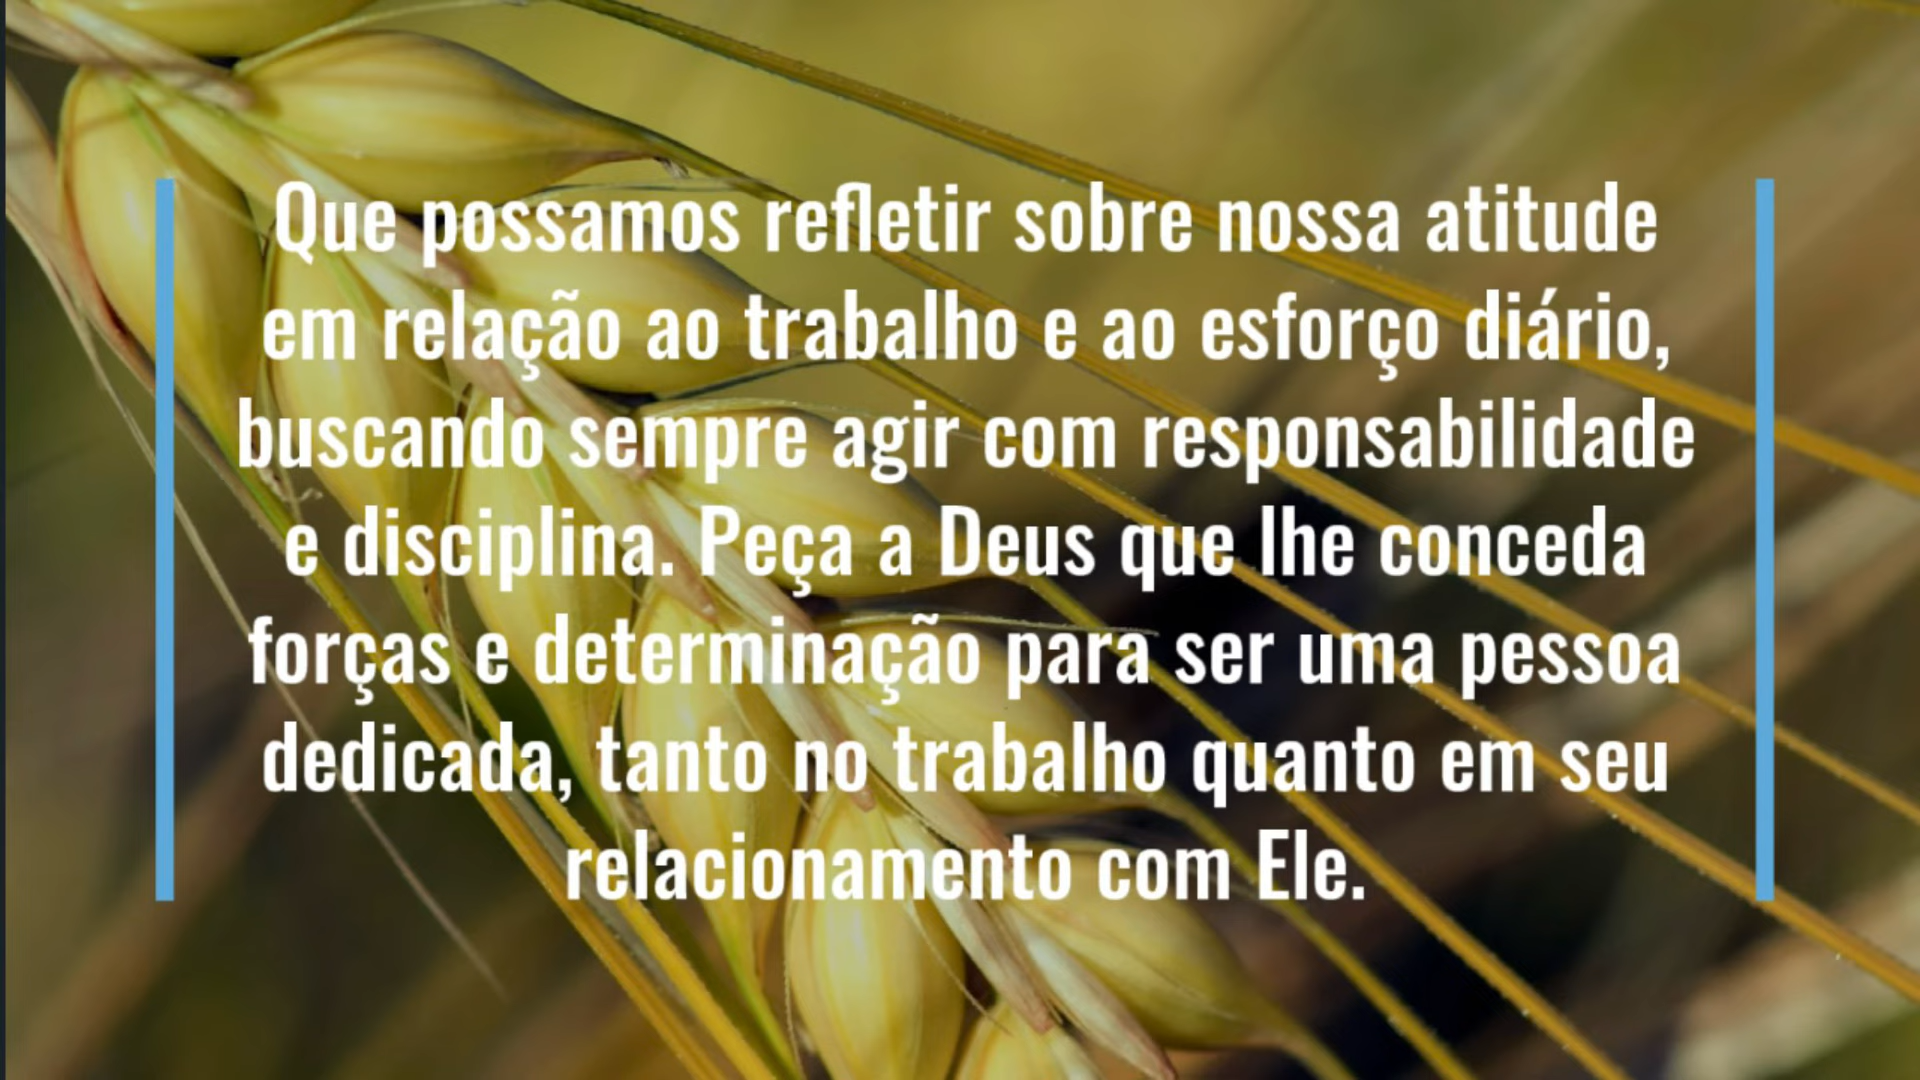 Que possamos refletir sobre nossa atitude
em relação ao trabalho e ao esforço diário,
buscando sempre agir com responsabilidade
e disciplina. Peça a Deus que lhe conceda
forças e determinação para ser uma pessoa
dedicada, tanto no trabalho quanto em seu
relacionamento com Ele.